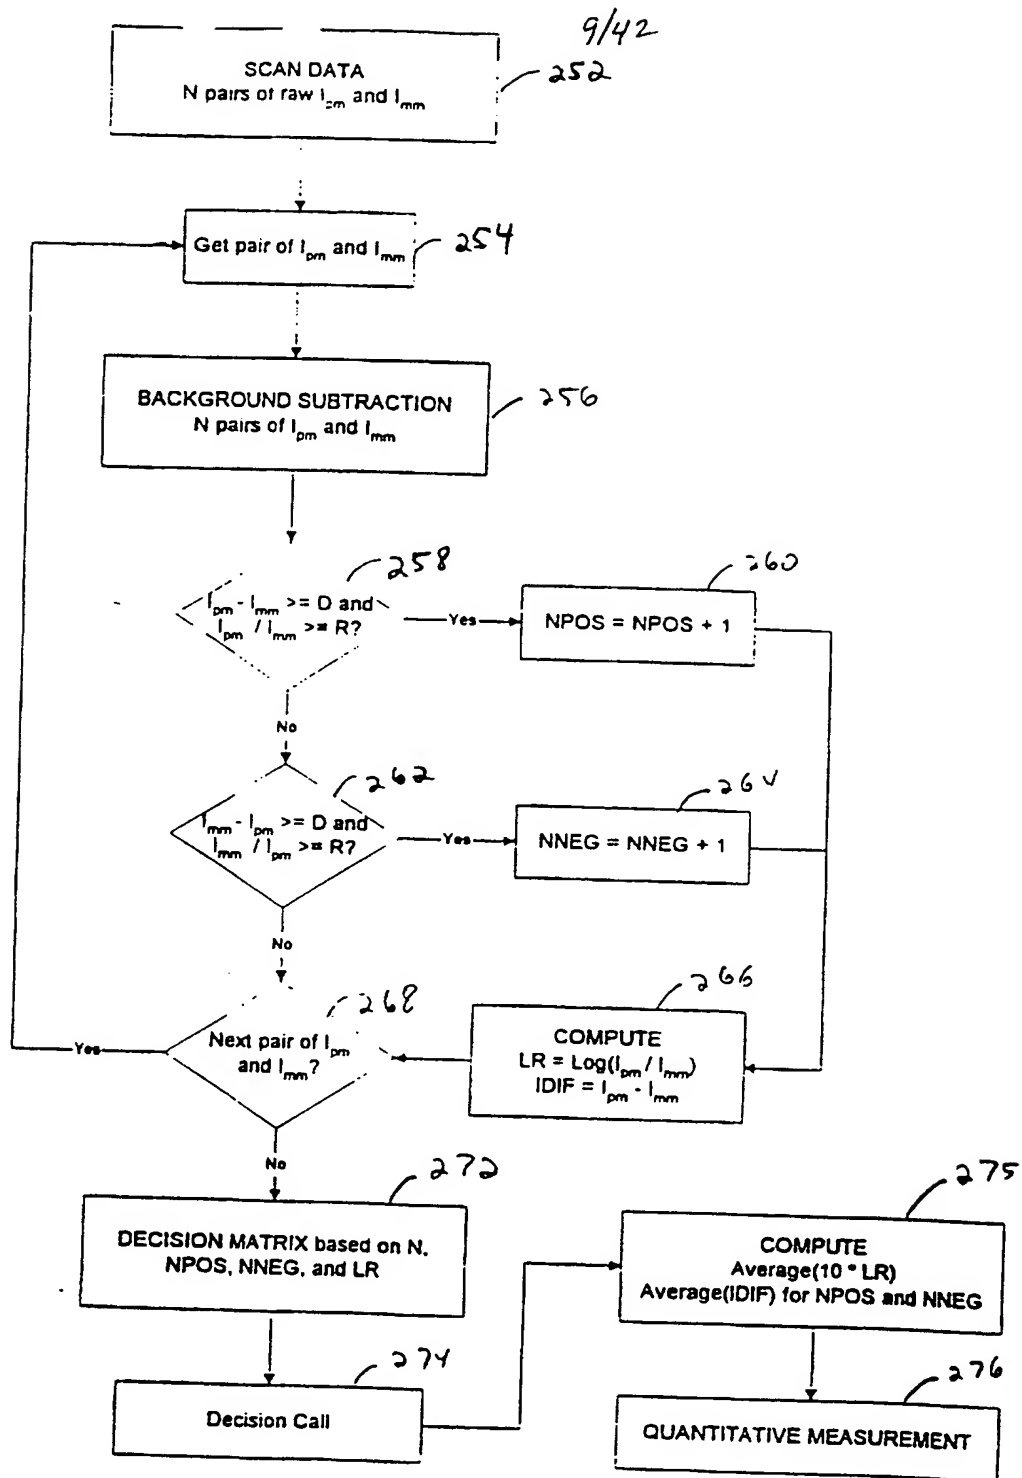 9/42
SCAN DATA
N pairs of raw I_pm and I_mm
252
Get pair of I_pm and I_mm
254
BACKGROUND SUBTRACTION
N pairs of I_pm and I_mm
256
258
I_pm - I_mm >= D and
I_pm / I_mm >= R?
Yes
260
NPOS = NPOS + 1
No
262
I_mm - I_pm >= D and
I_mm / I_pm >= R?
Yes
264
NNEG = NNEG + 1
No
268
Next pair of I_pm
and I_mm?
Yes
266
COMPUTE
LR = Log(I_pm / I_mm)
IDIF = I_pm - I_mm
No
272
DECISION MATRIX based on N,
NPOS, NNEG, and LR
274
Decision Call
275
COMPUTE
Average(10 * LR)
Average(IDIF) for NPOS and NNEG
276
QUANTITATIVE MEASUREMENT